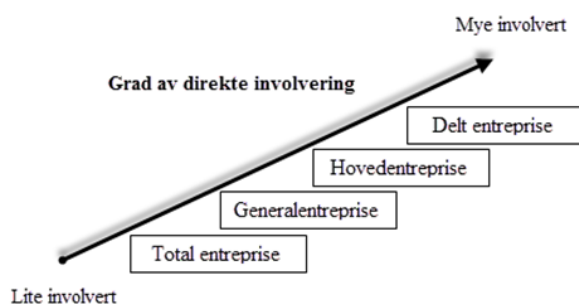 Mye involvert
Grad av direkte involvering
Delt entreprise
Hovedentreprise
Generalentreprise
Total entreprise
Lite involvert